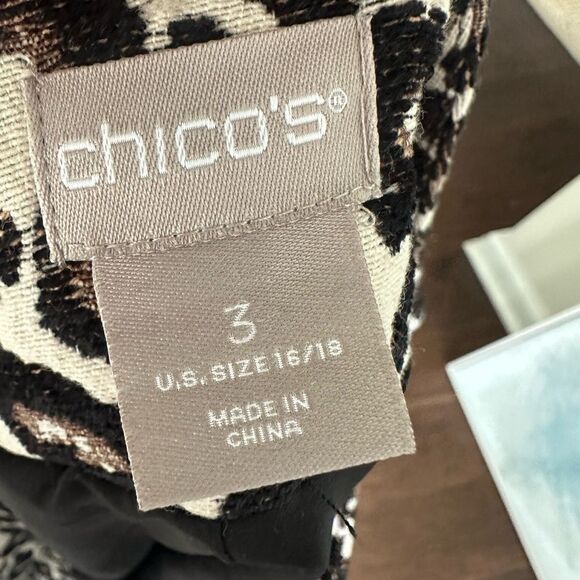 chico's®
3
U.S. SIZE 16/18
MADE IN
CHINA